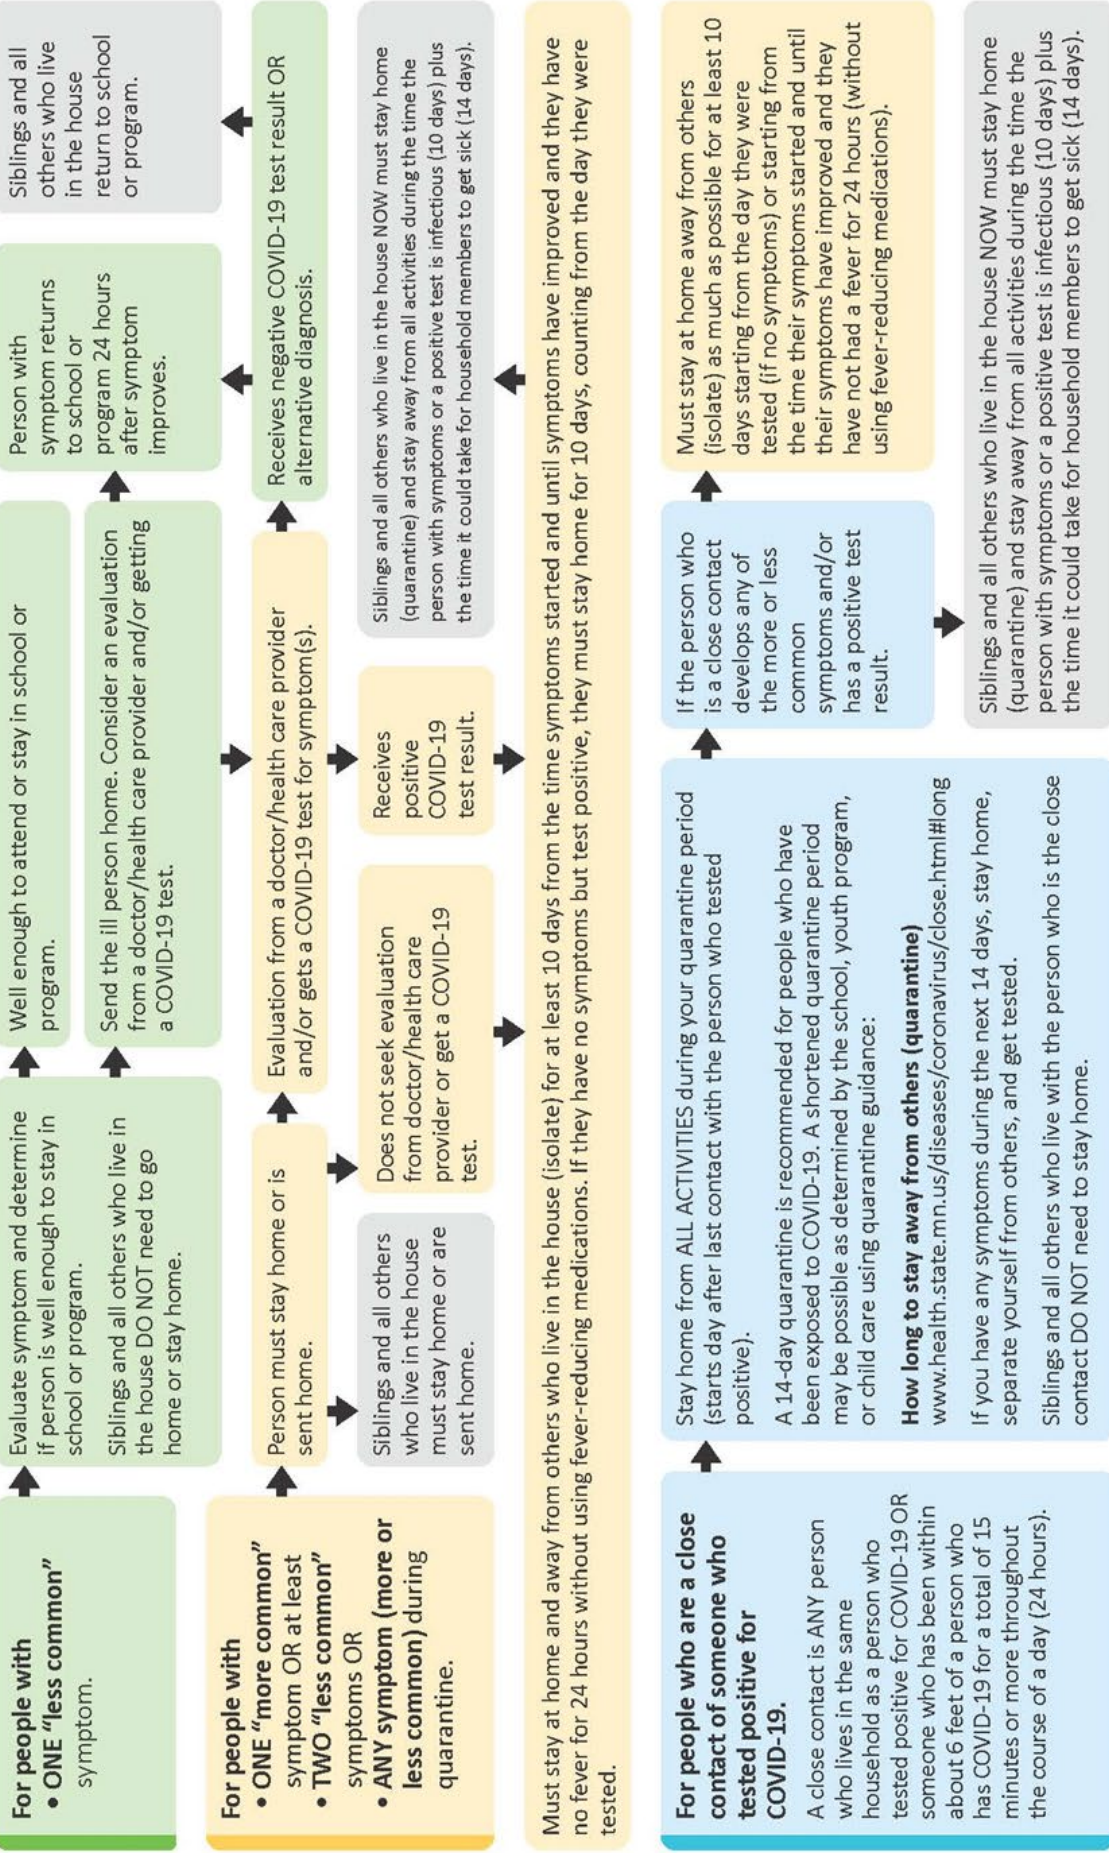 For people with
• ONE “less common”
symptom.
Evaluate symptom and determine
if person is well enough to stay in
school or program.
Siblings and all others who live in
the house DO NOT need to go
home or stay home.
Well enough to attend or stay in school or
program.
Send the ill person home. Consider an evaluation
from a doctor/health care provider and/or getting
a COVID-19 test.
Person with
symptom returns
to school or
program 24 hours
after symptom
improves.
Siblings and all
others who live
in the house
return to school
or program.
For people with
• ONE “more common”
symptom OR at least
• TWO “less common”
symptoms OR
• ANY symptom (more or
less common) during
quarantine.
Person must stay home or is
sent home.
Evaluation from a doctor/health care provider
and/or gets a COVID-19 test for symptom(s).
Receives negative COVID-19 test result OR
alternative diagnosis.
Siblings and all others
who live in the house
must stay home or are
sent home.
Does not seek evaluation
from doctor/health care
provider or get a COVID-19
test.
Receives
positive
COVID-19
test result.
Siblings and all others who live in the house NOW must stay home
(quarantine) and stay away from all activities during the time the
person with symptoms or a positive test is infectious (10 days) plus
the time it could take for household members to get sick (14 days).
Must stay at home and away from others who live in the house (isolate) for at least 10 days from the time symptoms started and until symptoms have improved and they have
no fever for 24 hours without using fever-reducing medications. If they have no symptoms but test positive, they must stay home for 10 days, counting from the day they were
tested.
For people who are a close
contact of someone who
tested positive for
COVID-19.
A close contact is ANY person
who lives in the same
household as a person who
tested positive for COVID-19 OR
someone who has been within
about 6 feet of a person who
has COVID-19 for a total of 15
minutes or more throughout
the course of a day (24 hours).
Stay home from ALL ACTIVITIES during your quarantine period
(starts day after last contact with the person who tested
positive).
A 14-day quarantine is recommended for people who have
been exposed to COVID-19. A shortened quarantine period
may be possible as determined by the school, youth program,
or child care using quarantine guidance:
How long to stay away from others (quarantine)
www.health.state.mn.us/diseases/coronavirus/close.html#long
If you have any symptoms during the next 14 days, stay home,
separate yourself from others, and get tested.
Siblings and all others who live with the person who is the close
contact DO NOT need to stay home.
If the person who
is a close contact
develops any of
the more or less
common
symptoms and/or
has a positive test
result.
Must stay at home away from others
(isolate) as much as possible for at least 10
days starting from the day they were
tested (if no symptoms) or starting from
the time their symptoms started and until
their symptoms have improved and they
have not had a fever for 24 hours (without
using fever-reducing medications).
Siblings and all others who live in the house NOW must stay home
(quarantine) and stay away from all activities during the time the
person with symptoms or a positive test is infectious (10 days) plus
the time it could take for household members to get sick (14 days).